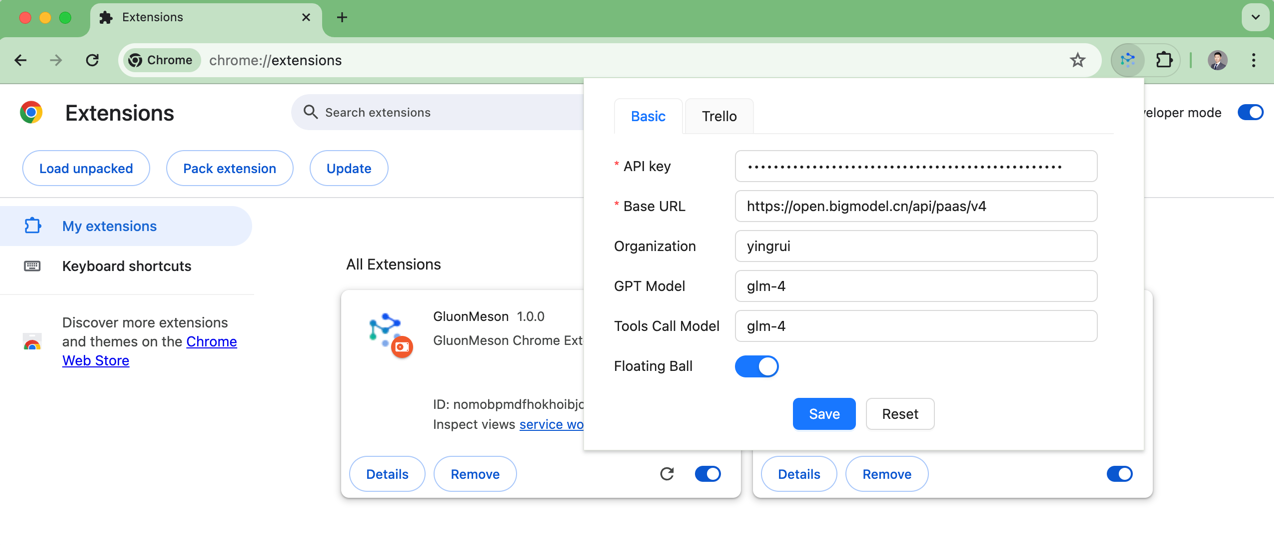 Extensions
Chrome
chrome://extensions
Extensions
Search extensions
eloper mode
Load unpacked
Pack extension
Update
My extensions
Keyboard shortcuts
Discover more extensions
and themes on the Chrome
Web Store
All Extensions
GluonMeson 1.0.0
GluonMeson Chrome Ext
ID: nomobpmdfhokhoibjc
Inspect views service wo
Details
Remove
Details
Remove
Basic
Trello
* API key
* Base URL
https://open.bigmodel.cn/api/paas/v4
Organization
yingrui
GPT Model
glm-4
Tools Call Model
glm-4
Floating Ball
Save
Reset